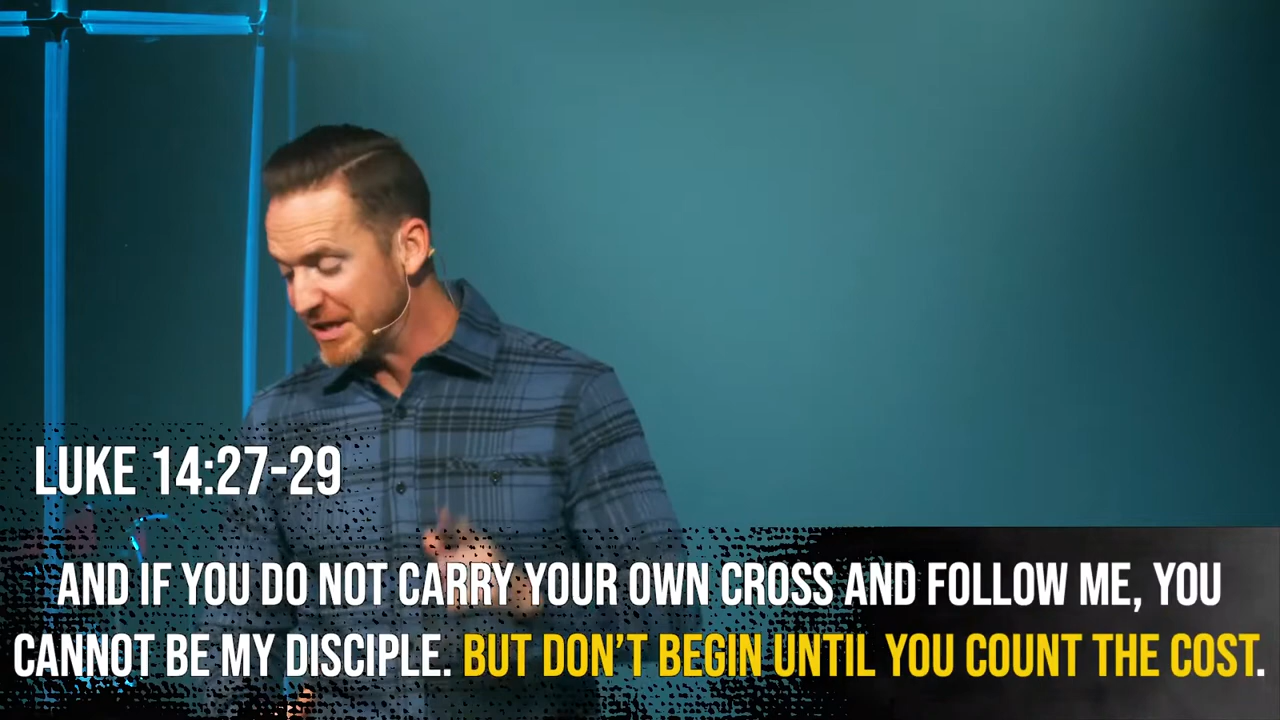 LUKE 14:27-29
AND IF YOU DO NOT CARRY YOUR OWN CROSS AND FOLLOW ME, YOU
CANNOT BE MY DISCIPLE. BUT DON’T BEGIN UNTIL YOU COUNT THE COST.